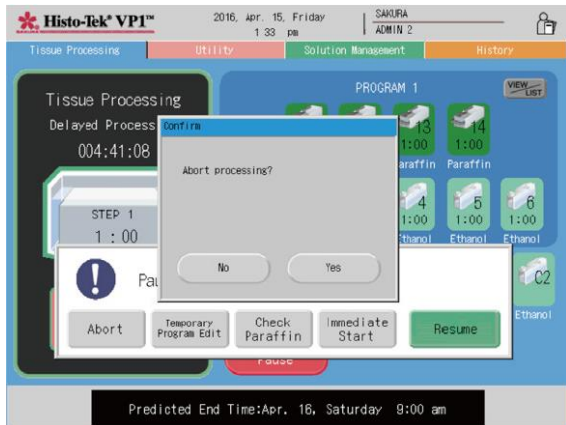 Histo-Tek® VP1™
2016, Apr. 15, Friday
1 33 pm
SAKURA
ADMIN 2
Tissue Processing
Utility
Solution Management
History
Tissue Processing
Delayed Process
004:41:08
STEP 1
1 : 00
PROGRAM 1
VIEW
LIST
13
14
1:00
1:00
araffin
Paraffin
4
5
6
1:00
1:00
1:00
thanol
Ethanol
Ethanol
C2
Ethanol
Confirm
Abort processing?
No
Yes
Pau
Abort
Temporary
Program Edit
Check
Paraffin
Immediate
Start
Resume
Pause
Predicted End Time:Apr. 16, Saturday 9:00 am